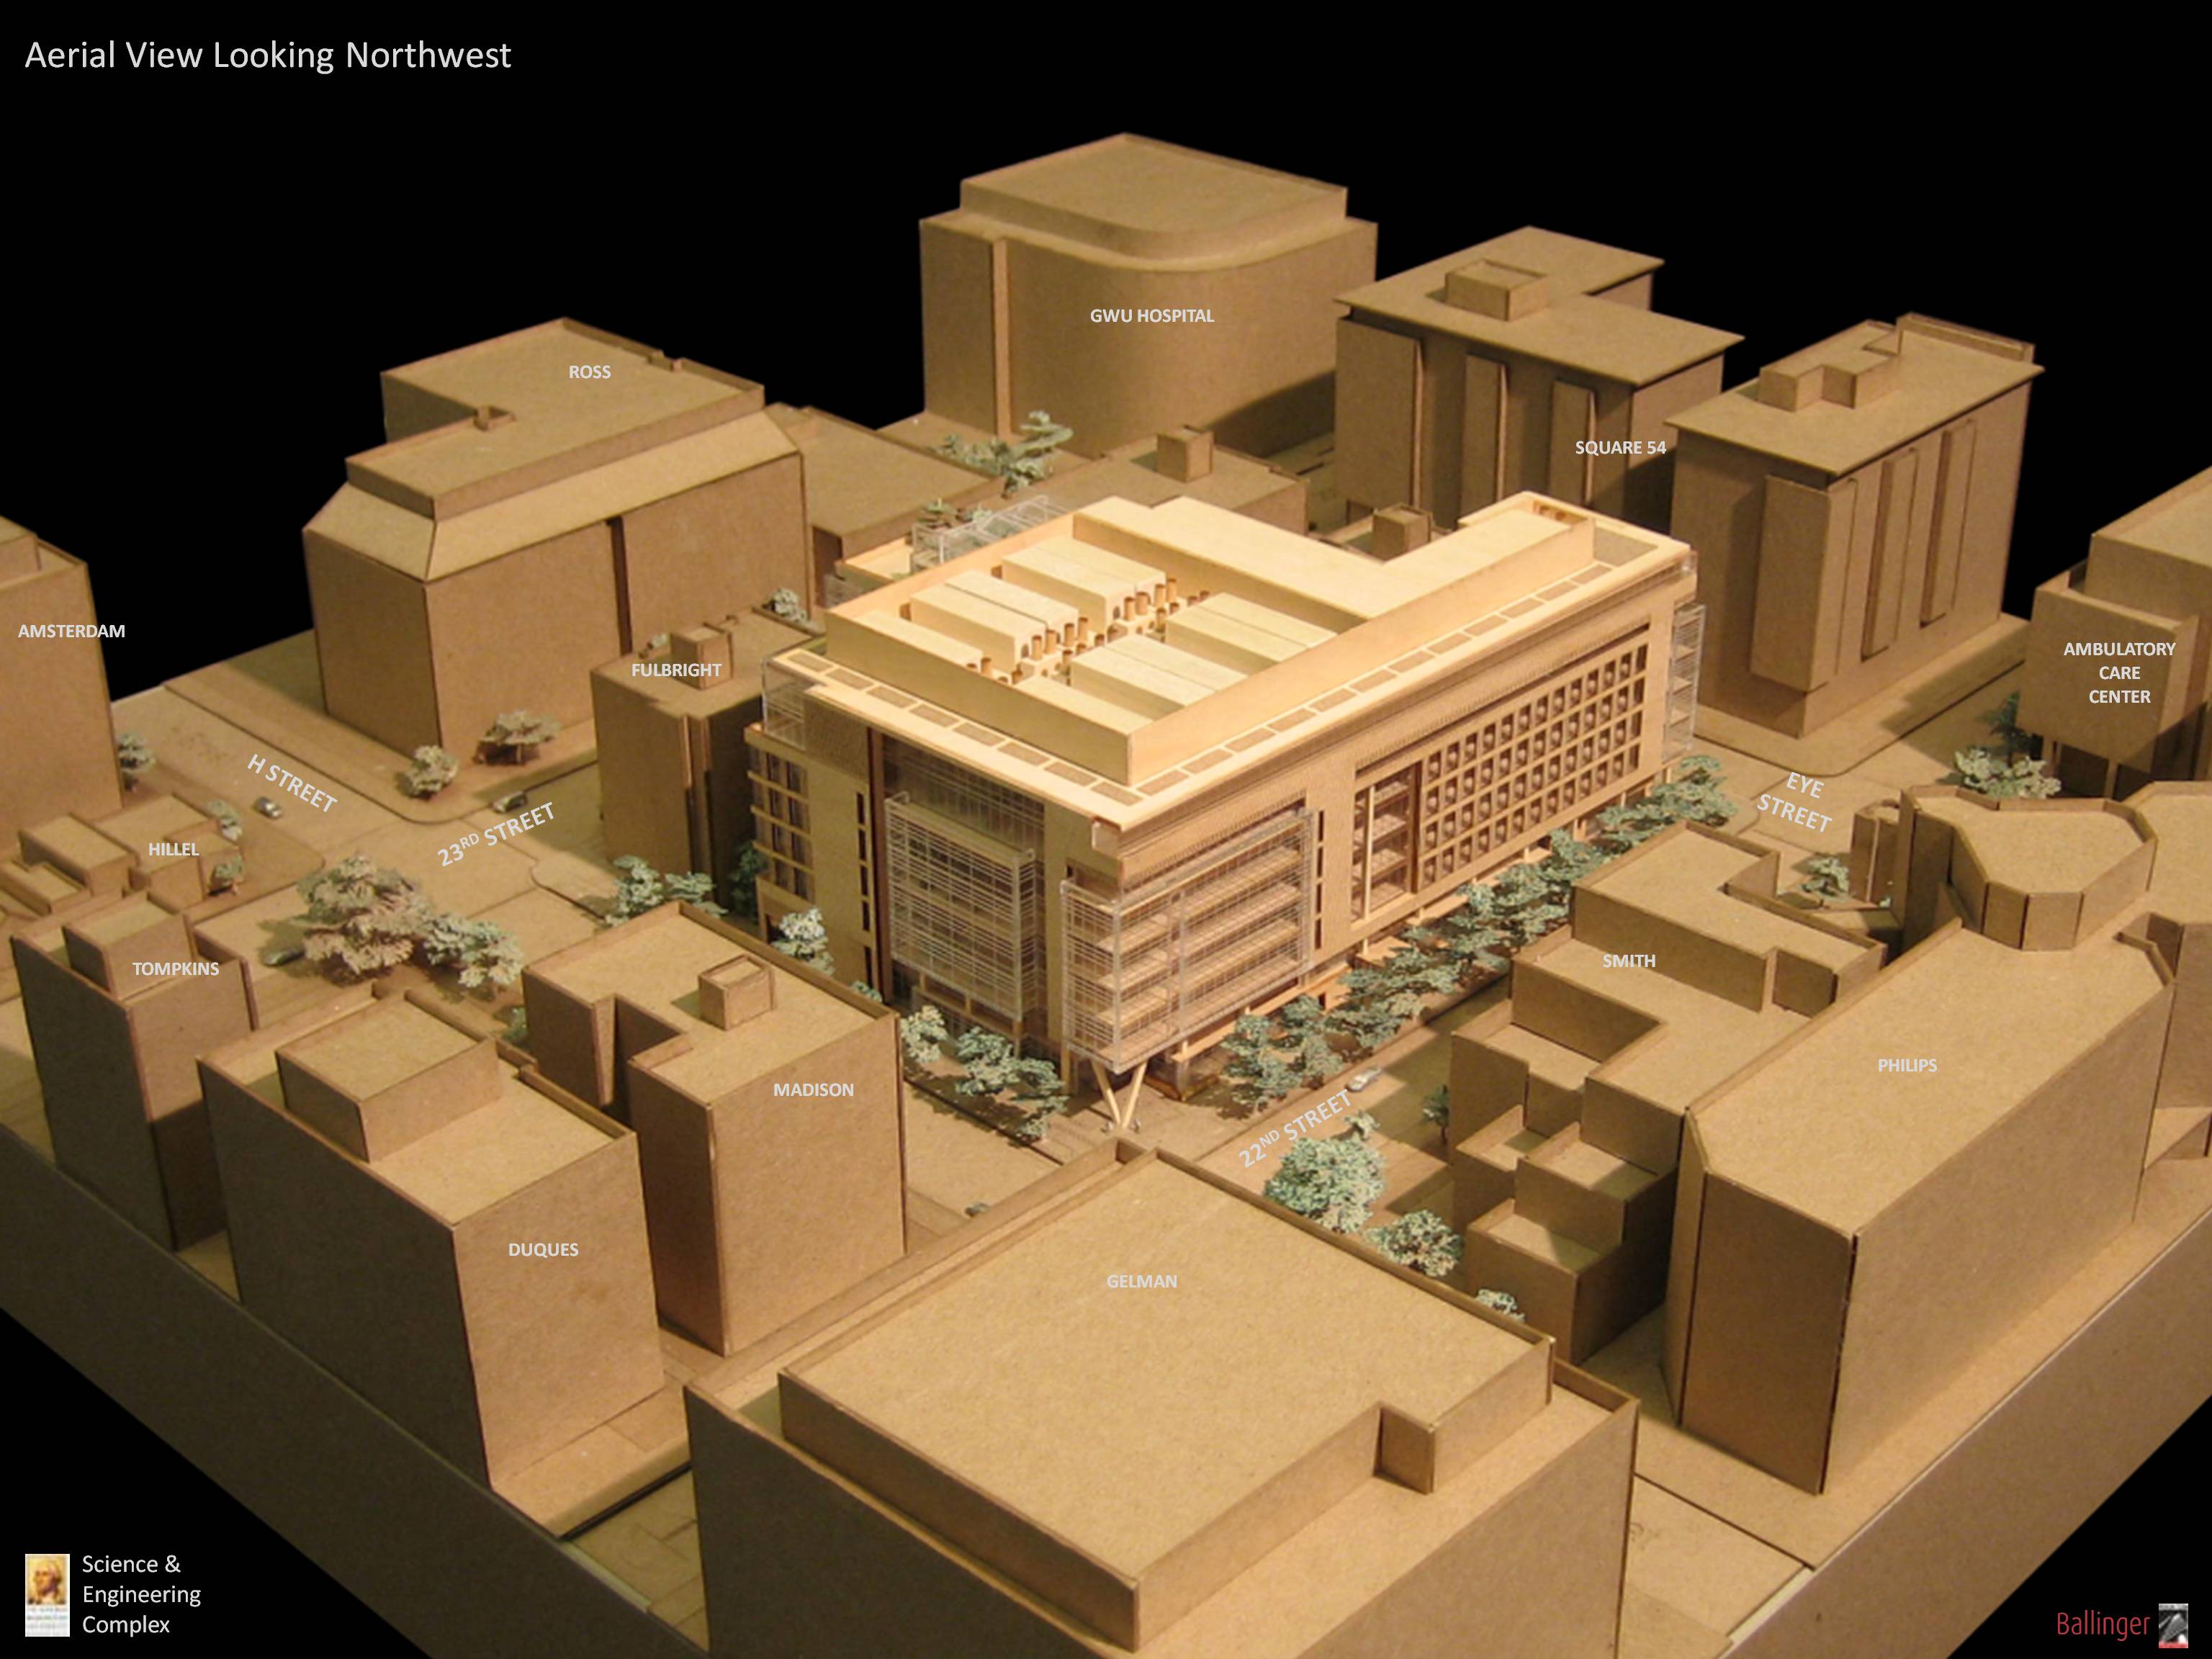 Aerial View Looking Northwest
GWU HOSPITAL
ROSS
SQUARE 54
AMSTERDAM
FULBRIGHT
AMBULATORY
CARE
CENTER
H STREET
23RD STREET
EYE
STREET
HILLEL
TOMPKINS
SMITH
MADISON
PHILIPS
22ND STREET
DUQUES
GELMAN
Science &
Engineering
Complex
Ballinger